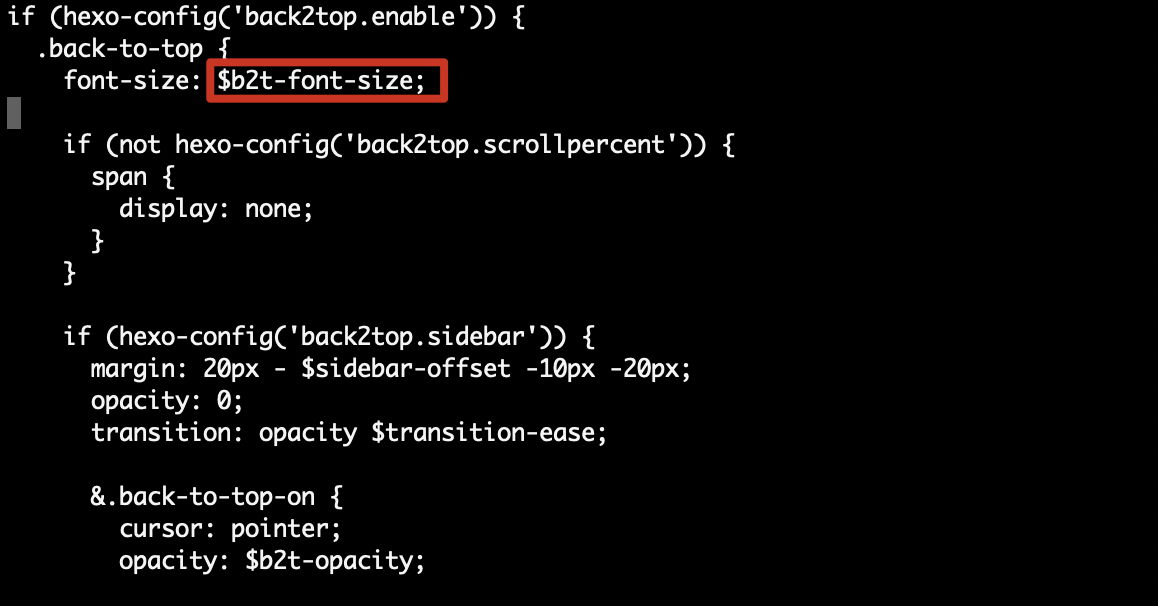 if (hexo-config('back2top.enable')) {
  .back-to-top {
    font-size: $b2t-font-size;
    if (not hexo-config('back2top.scrollpercent')) {
      span {
        display: none;
      }
    }
    if (hexo-config('back2top.sidebar')) {
      margin: 20px - $sidebar-offset -10px -20px;
      opacity: 0;
      transition: opacity $transition-ease;
      &.back-to-top-on {
        cursor: pointer;
        opacity: $b2t-opacity;